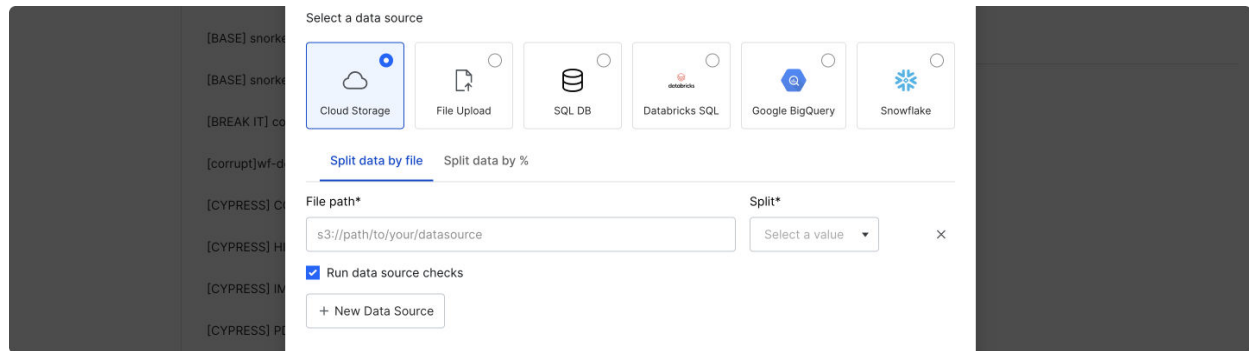 Select a data source
[BASE] snorke
[BASE] snorke
[BREAK IT] co
[corrupt]wf-d
[CYPRESS] C
[CYPRESS] H
[CYPRESS] IM
[CYPRESS] P
Cloud Storage
File Upload
SQL DB
databricks
Databricks SQL
Google BigQuery
Snowflake
Split data by file Split data by %
File path* Split*
s3://path/to/your/datasource Select a value
Run data source checks
+ New Data Source